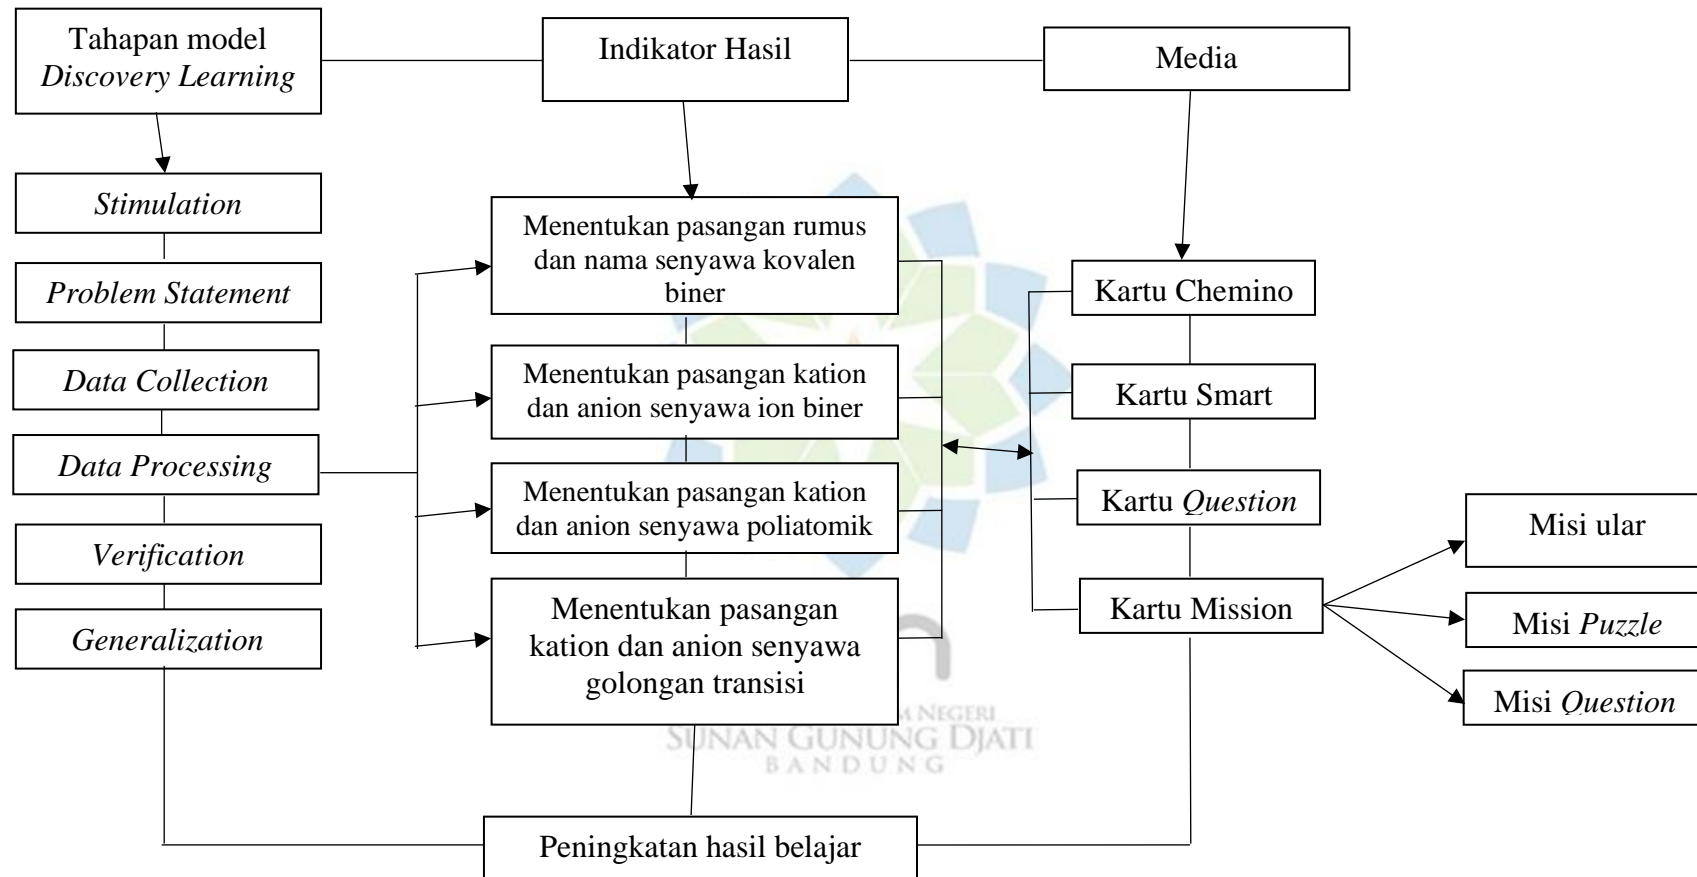 Tahapan model
Discovery Learning
Indikator Hasil
Media
Stimulation
Problem Statement
Data Collection
Data Processing
Verification
Generalization
Menentukan pasangan rumus
dan nama senyawa kovalen
biner
Menentukan pasangan kation
dan anion senyawa ion biner
Menentukan pasangan kation
dan anion senyawa poliatomik
Menentukan pasangan
kation dan anion senyawa
golongan transisi
Kartu Chemino
Kartu Smart
Kartu Question
Kartu Mission
Misi ular
Misi Puzzle
Misi Question
NEGERI
SUNAN GUNUNG DJATI
BANDUNG
Peningkatan hasil belajar